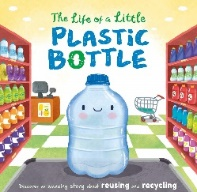 The Life of a Little
PLASTIC
BOTTLE
Discover an amazing story about reusing and recycling